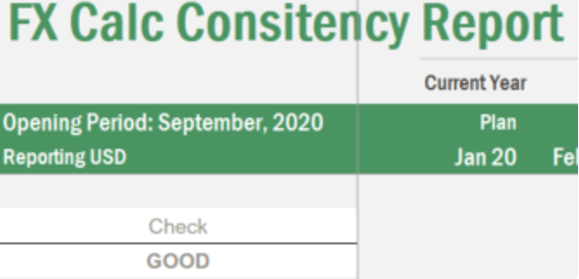 FX Calc Consitency Report
Current Year
Opening Period: September, 2020 Plan
Reporting USD Jan 20
Check
GOOD